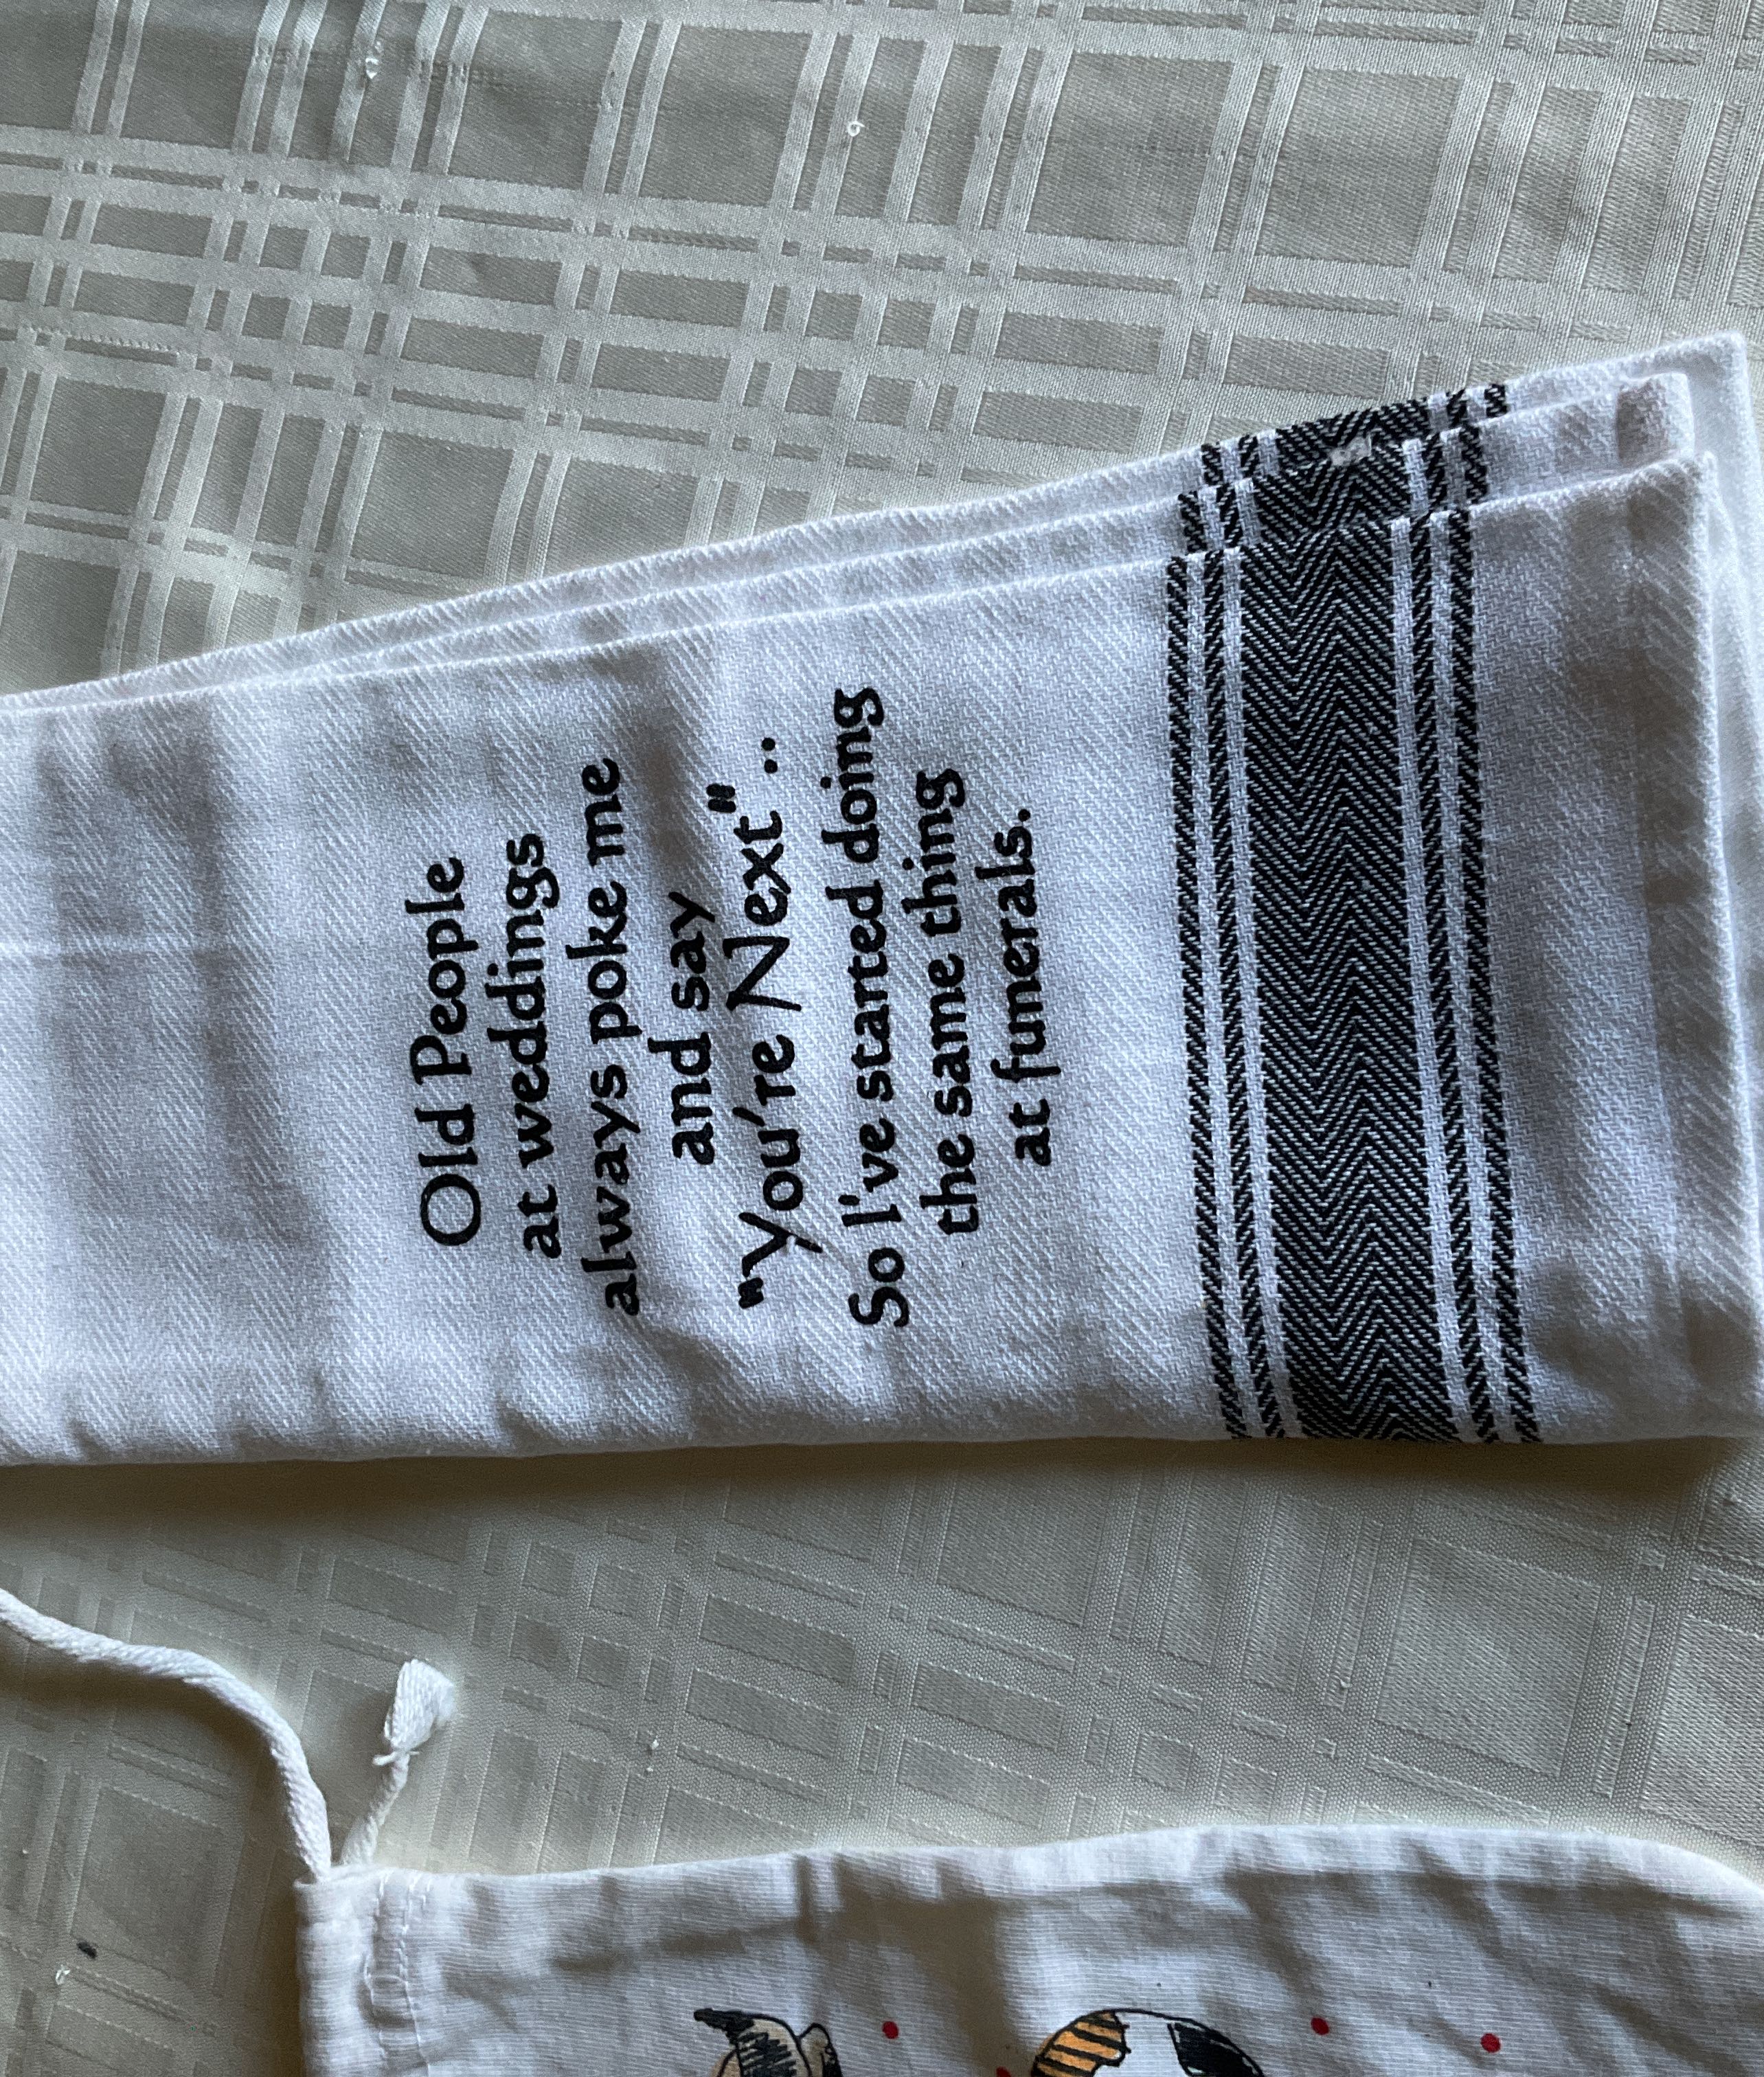 Old People
at weddings
always poke me
and say
"You're Next"..
So I've started doing
the same thing
at funerals.